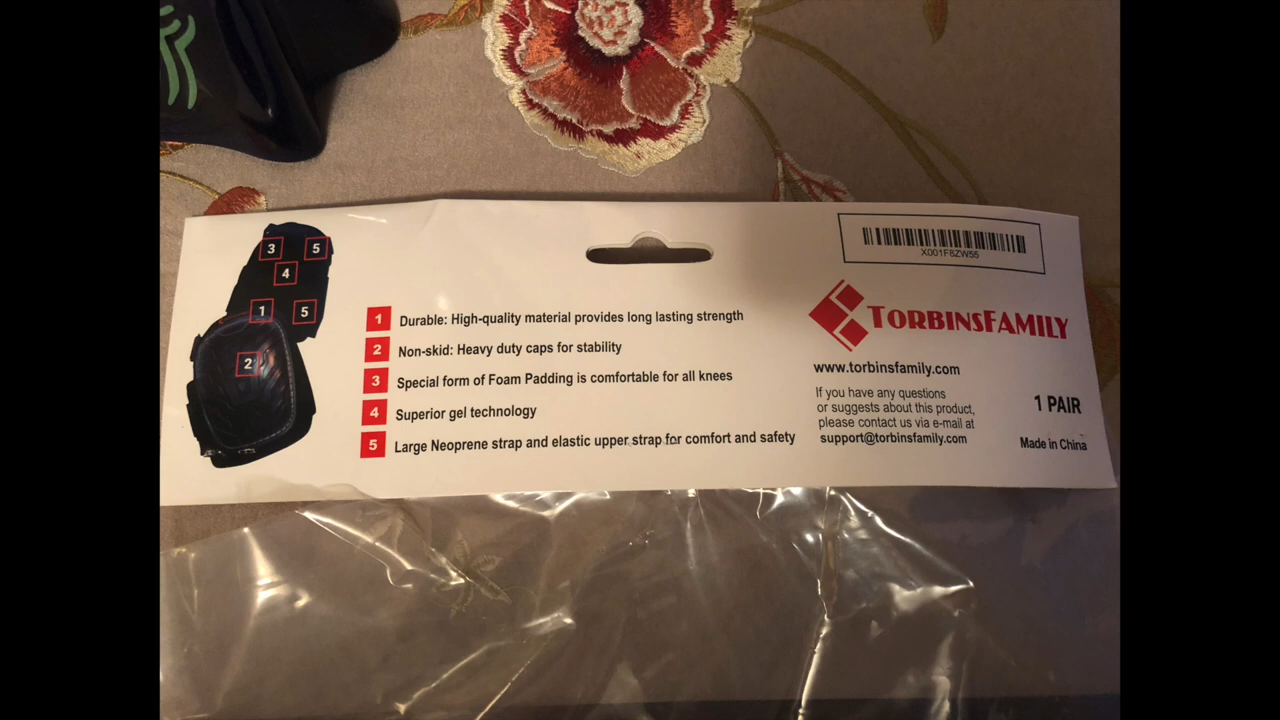 3
5
4
1
5
2
1 Durable: High-quality material provides long lasting strength
2 Non-skid: Heavy duty caps for stability
3 Special form of Foam Padding is comfortable for all knees
4 Superior gel technology
5 Large Neoprene strap and elastic upper strap for comfort and safety
X001F8ZW55
TORBINSFAMILY
www.torbinsfamily.com
If you have any questions
or suggests about this product,
please contact us via e-mail at
support@torbinsfamily.com
1 PAIR
Made in China